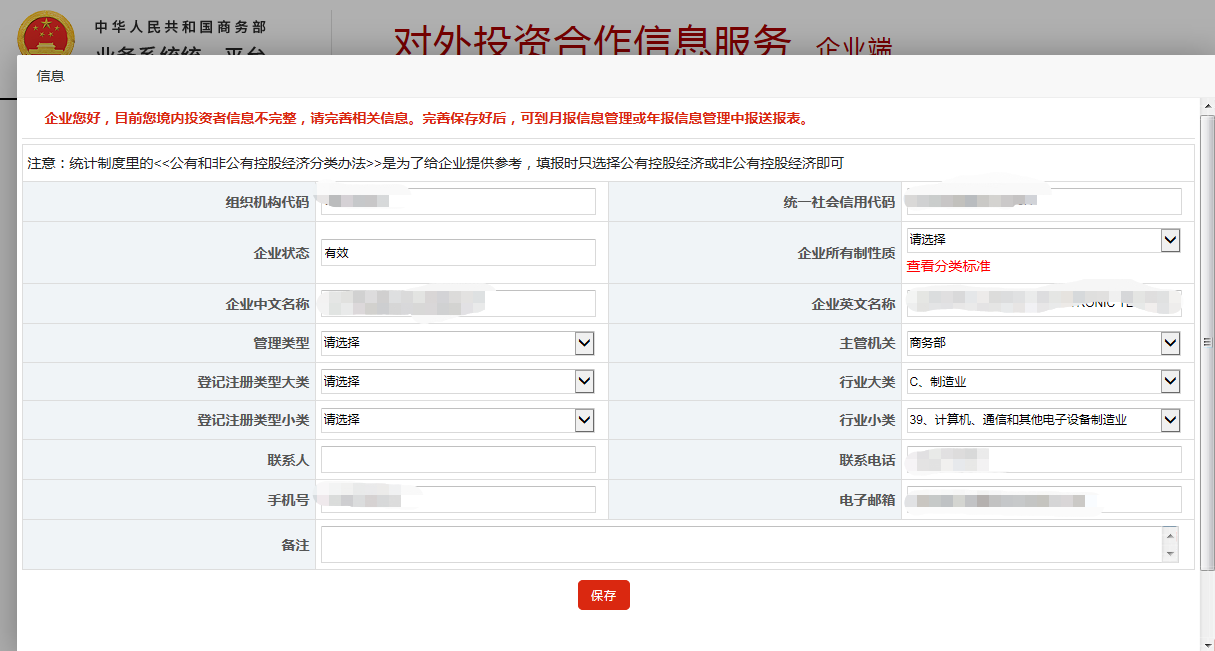 中华人民共和国商务部
业务系统统一平台
对外投资合作信息服务 企业端
信息
企业您好，目前您境内投资者信息不完整，请完善相关信息。完善保存好后，可到月报信息管理或年报信息管理中报送报表。
注意：统计制度里的<<公有和非公有控股经济分类办法>>是为了给企业提供参考，填报时只选择公有控股经济或非公有控股经济即可
组织机构代码 统一社会信用代码
企业状态 有效 企业所有制性质 请选择
查看分类标准
企业中文名称 企业英文名称
管理类型 请选择 主管机关 商务部
登记注册类型大类 请选择 行业大类 C、制造业
登记注册类型小类 请选择 行业小类 39、计算机、通信和其他电子设备制造业
联系人 联系电话
手机号 电子邮箱
备注
保存